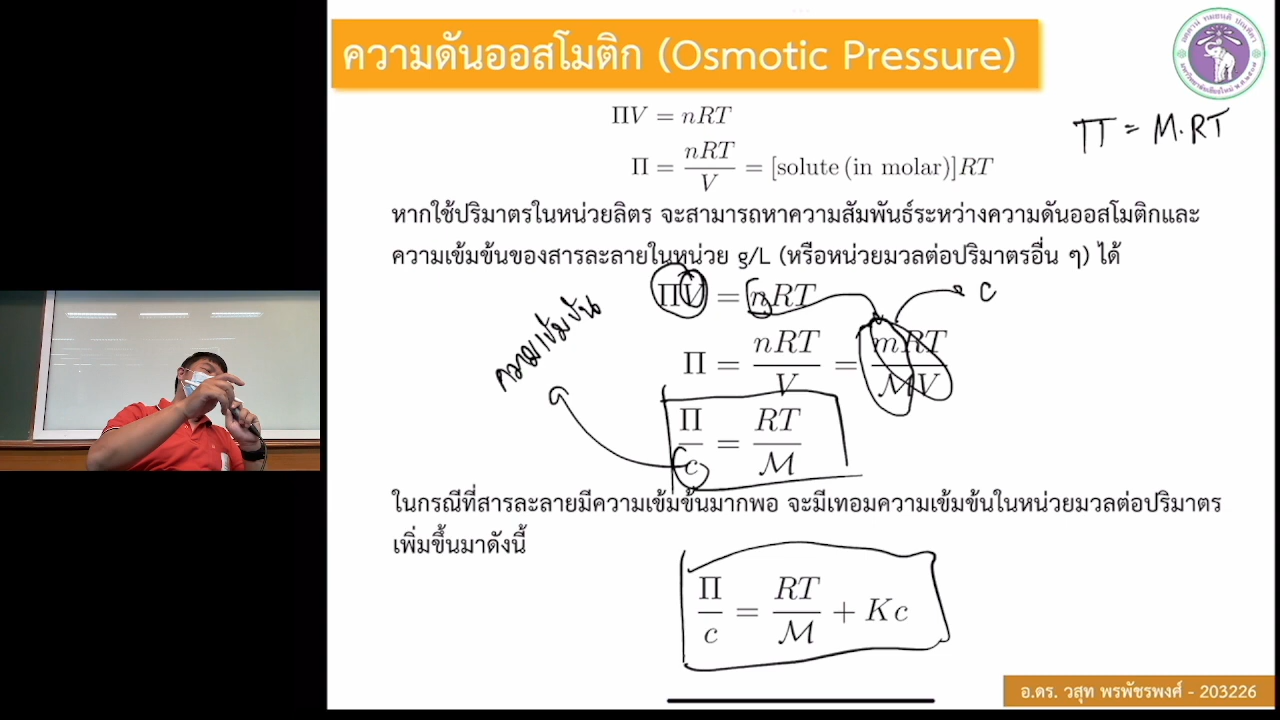 ความดันออสโมติก (Osmotic Pressure)
ΠV = nRT
Π = M.RT
Π = nRT/V = [solute (in molar)]RT
หากใช้ปริมาตรในหน่วยลิตร จะสามารถหาความสัมพันธ์ระหว่างความดันออสโมติกและ
ความเข้มข้นของสารละลายในหน่วย g/L (หรือหน่วยมวลต่อปริมาตรอื่น ๆ) ได้
ΠV = nRT
c
ความเข้มข้น
Π = nRT/V = mRT/ℳV
Π/c = RT/ℳ
ในกรณีที่สารละลายมีความเข้มข้นมากพอ จะมีเทอมความเข้มข้นในหน่วยมวลต่อปริมาตร
เพิ่มขึ้นมาดังนี้
Π/c = RT/ℳ + Kc
อ.ดร. วสุท พรพัชรพงศ์ - 203226